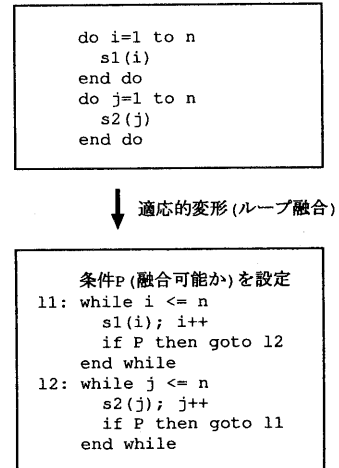 do i=1 to n
s1(i)
end do
do j=1 to n
s2(j)
end do
適応的変形(ループ融合)
条件P(融合可能か)を設定
l1: while i <= n
s1(i); i++
if P then goto l2
end while
l2: while j <= n
s2(j); j++
if P then goto l1
end while